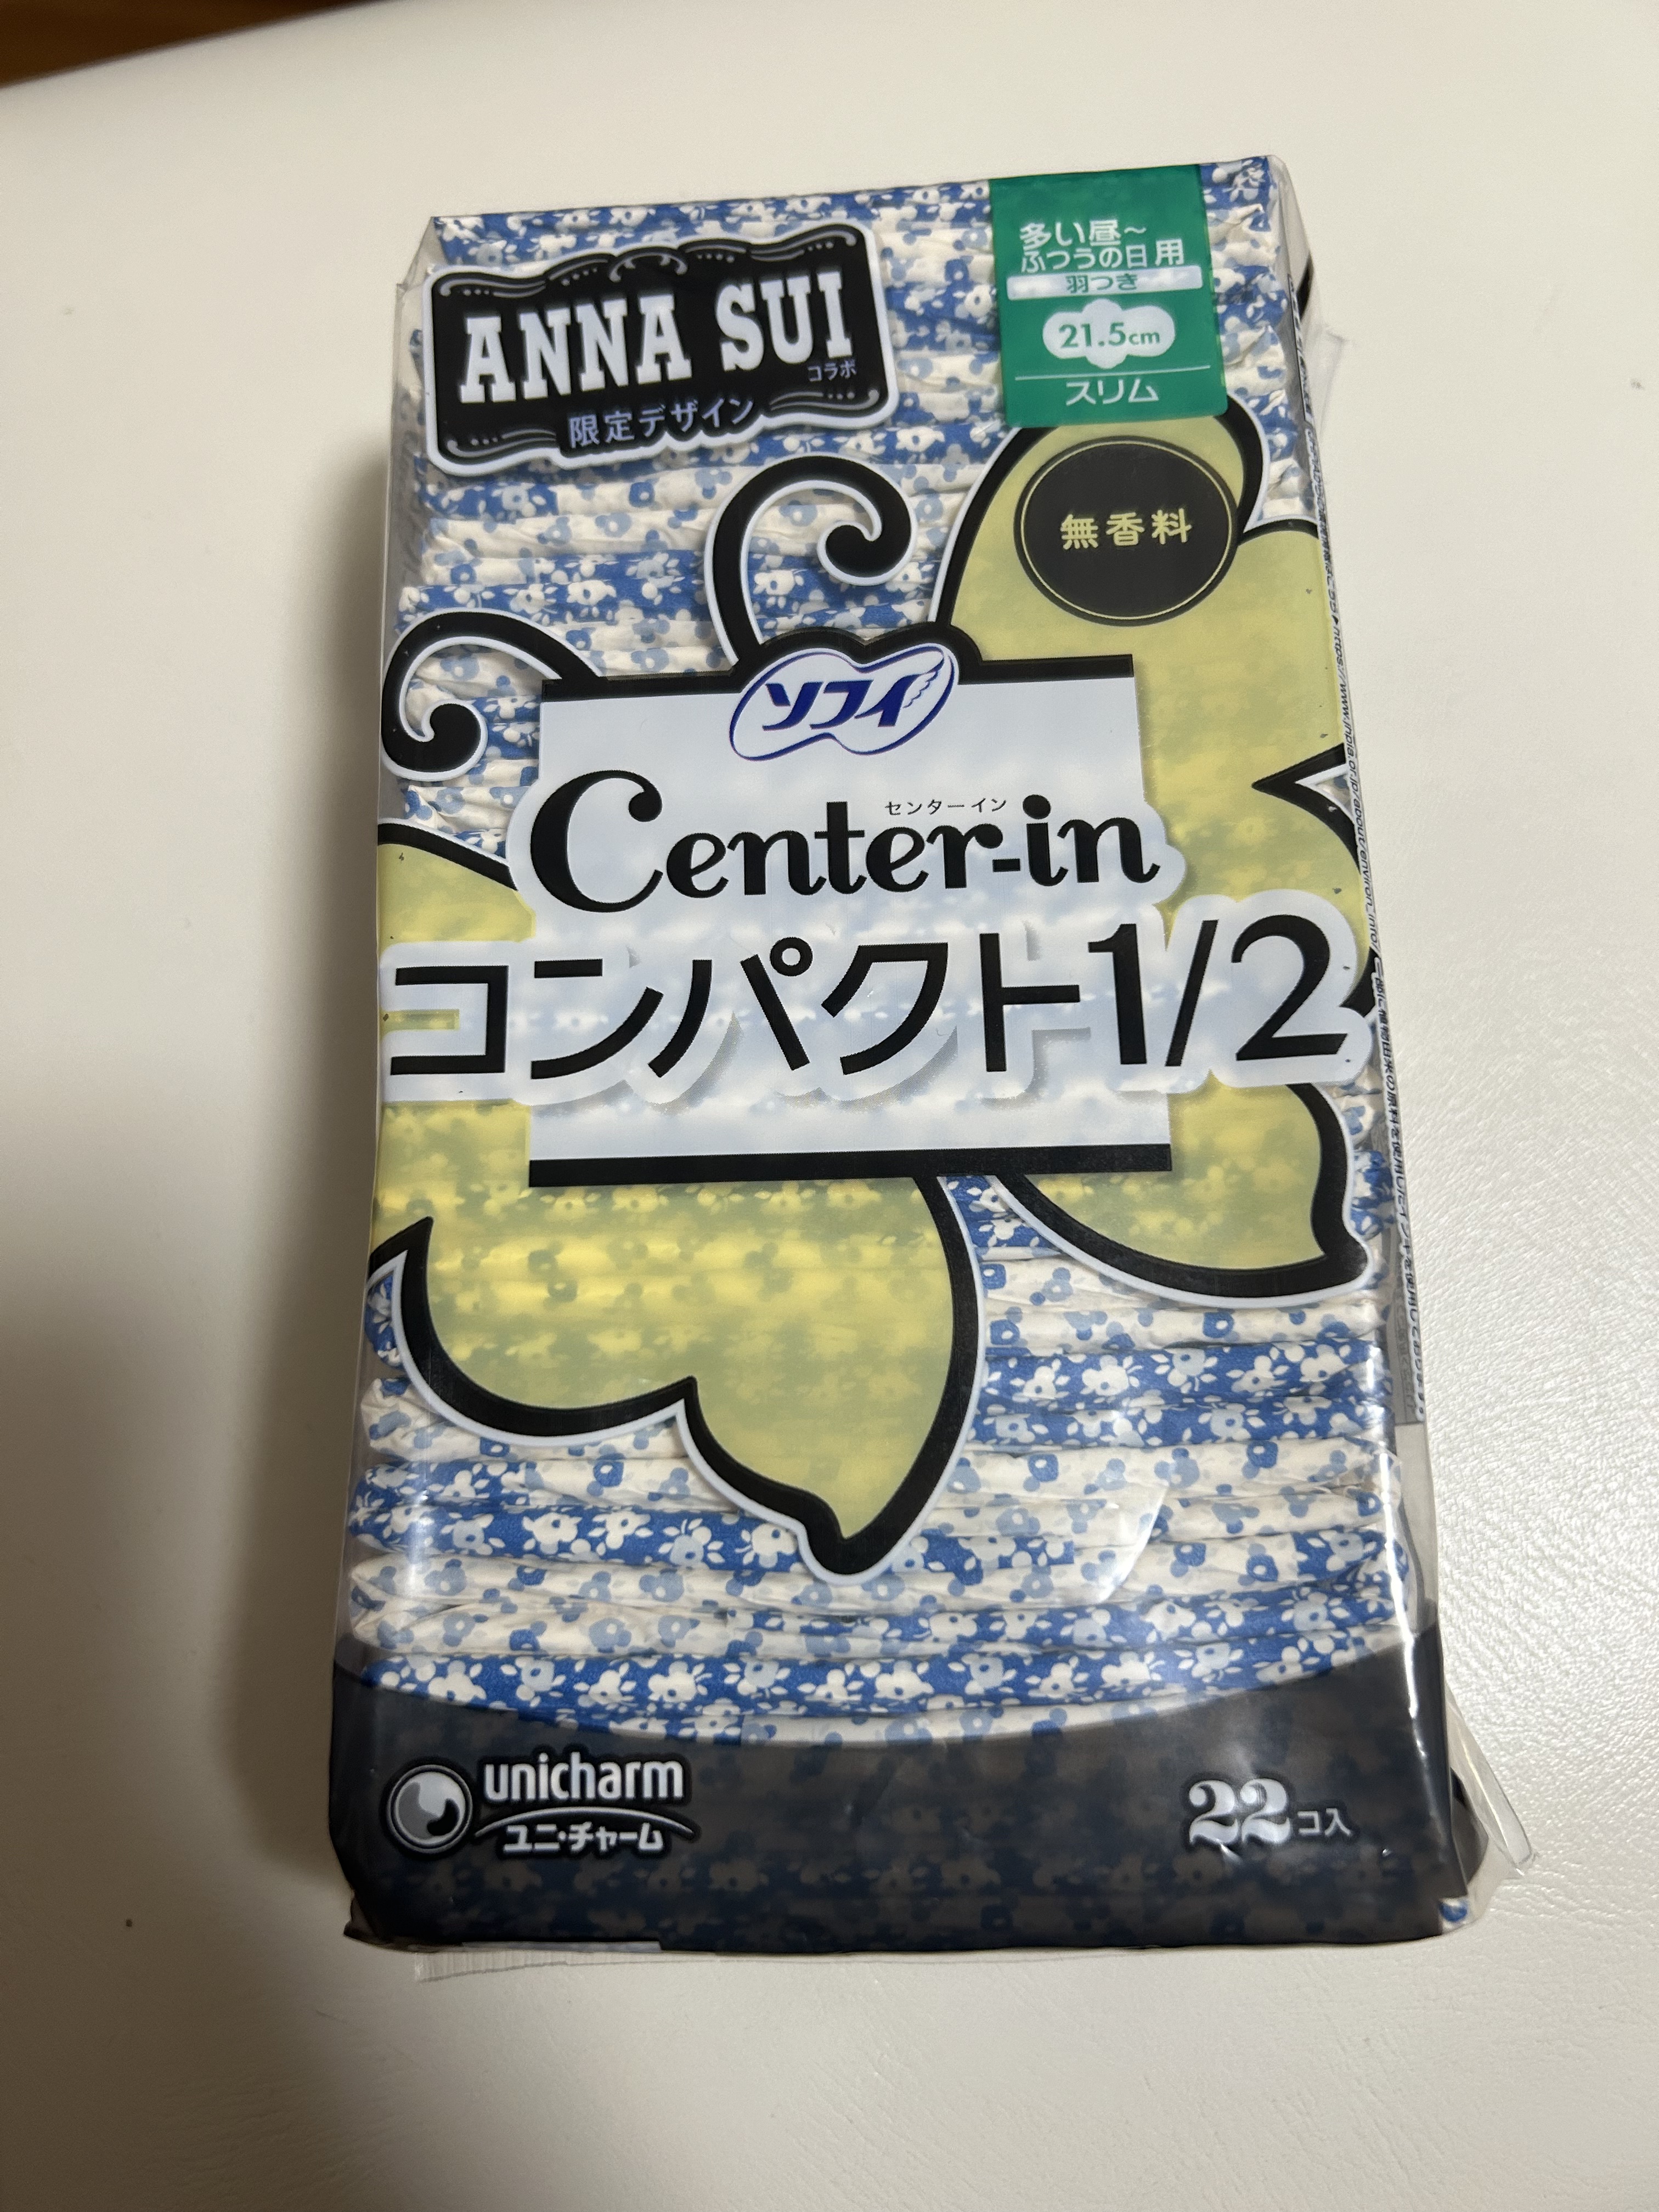 ANNA SUI
コラボ
限定デザイン
多い昼~
ふつうの日用
羽つき
21.5cm
スリム
無香料
ソフィ
センターイン
Center-in
コンパクト1/2
unicharm
ユニ・チャーム
22コ入